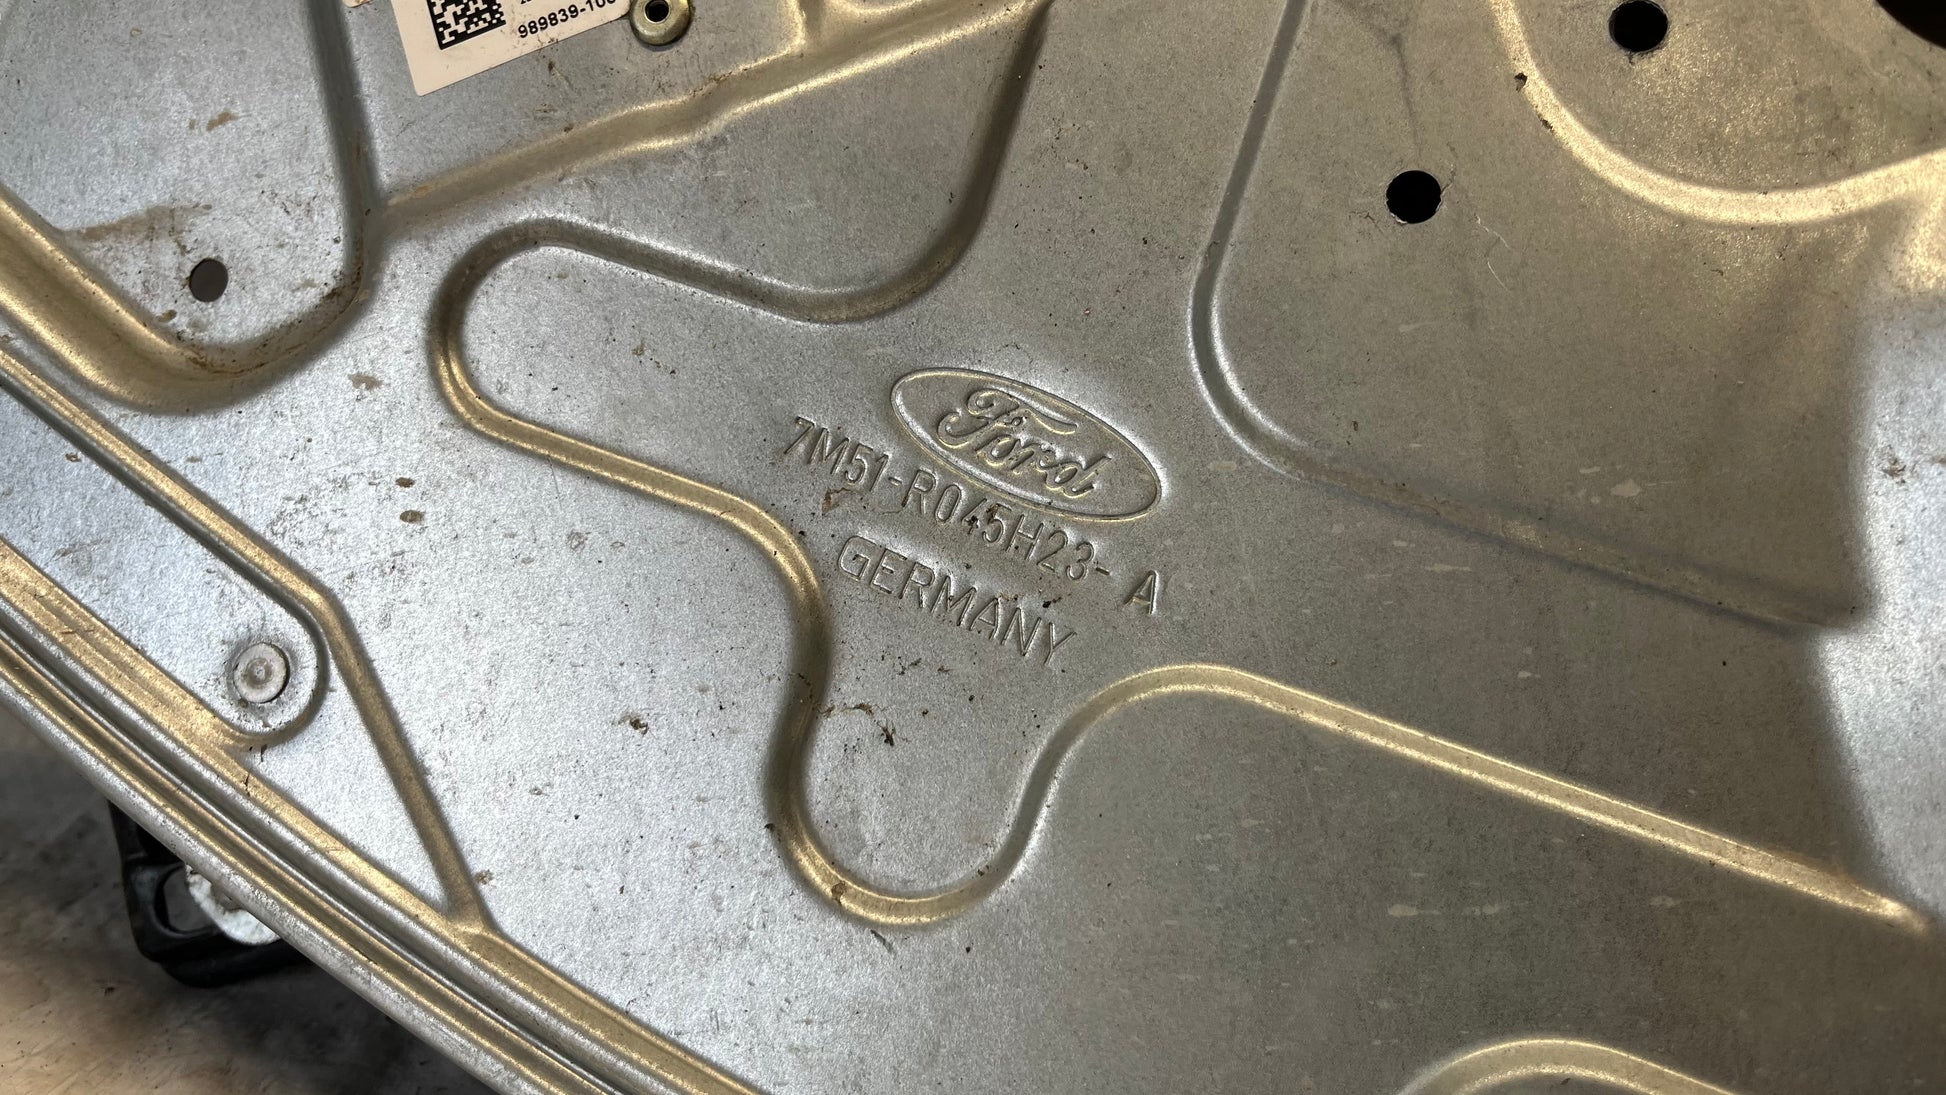 989839-10
Ford
7M51-R045H23- A
GERMANY